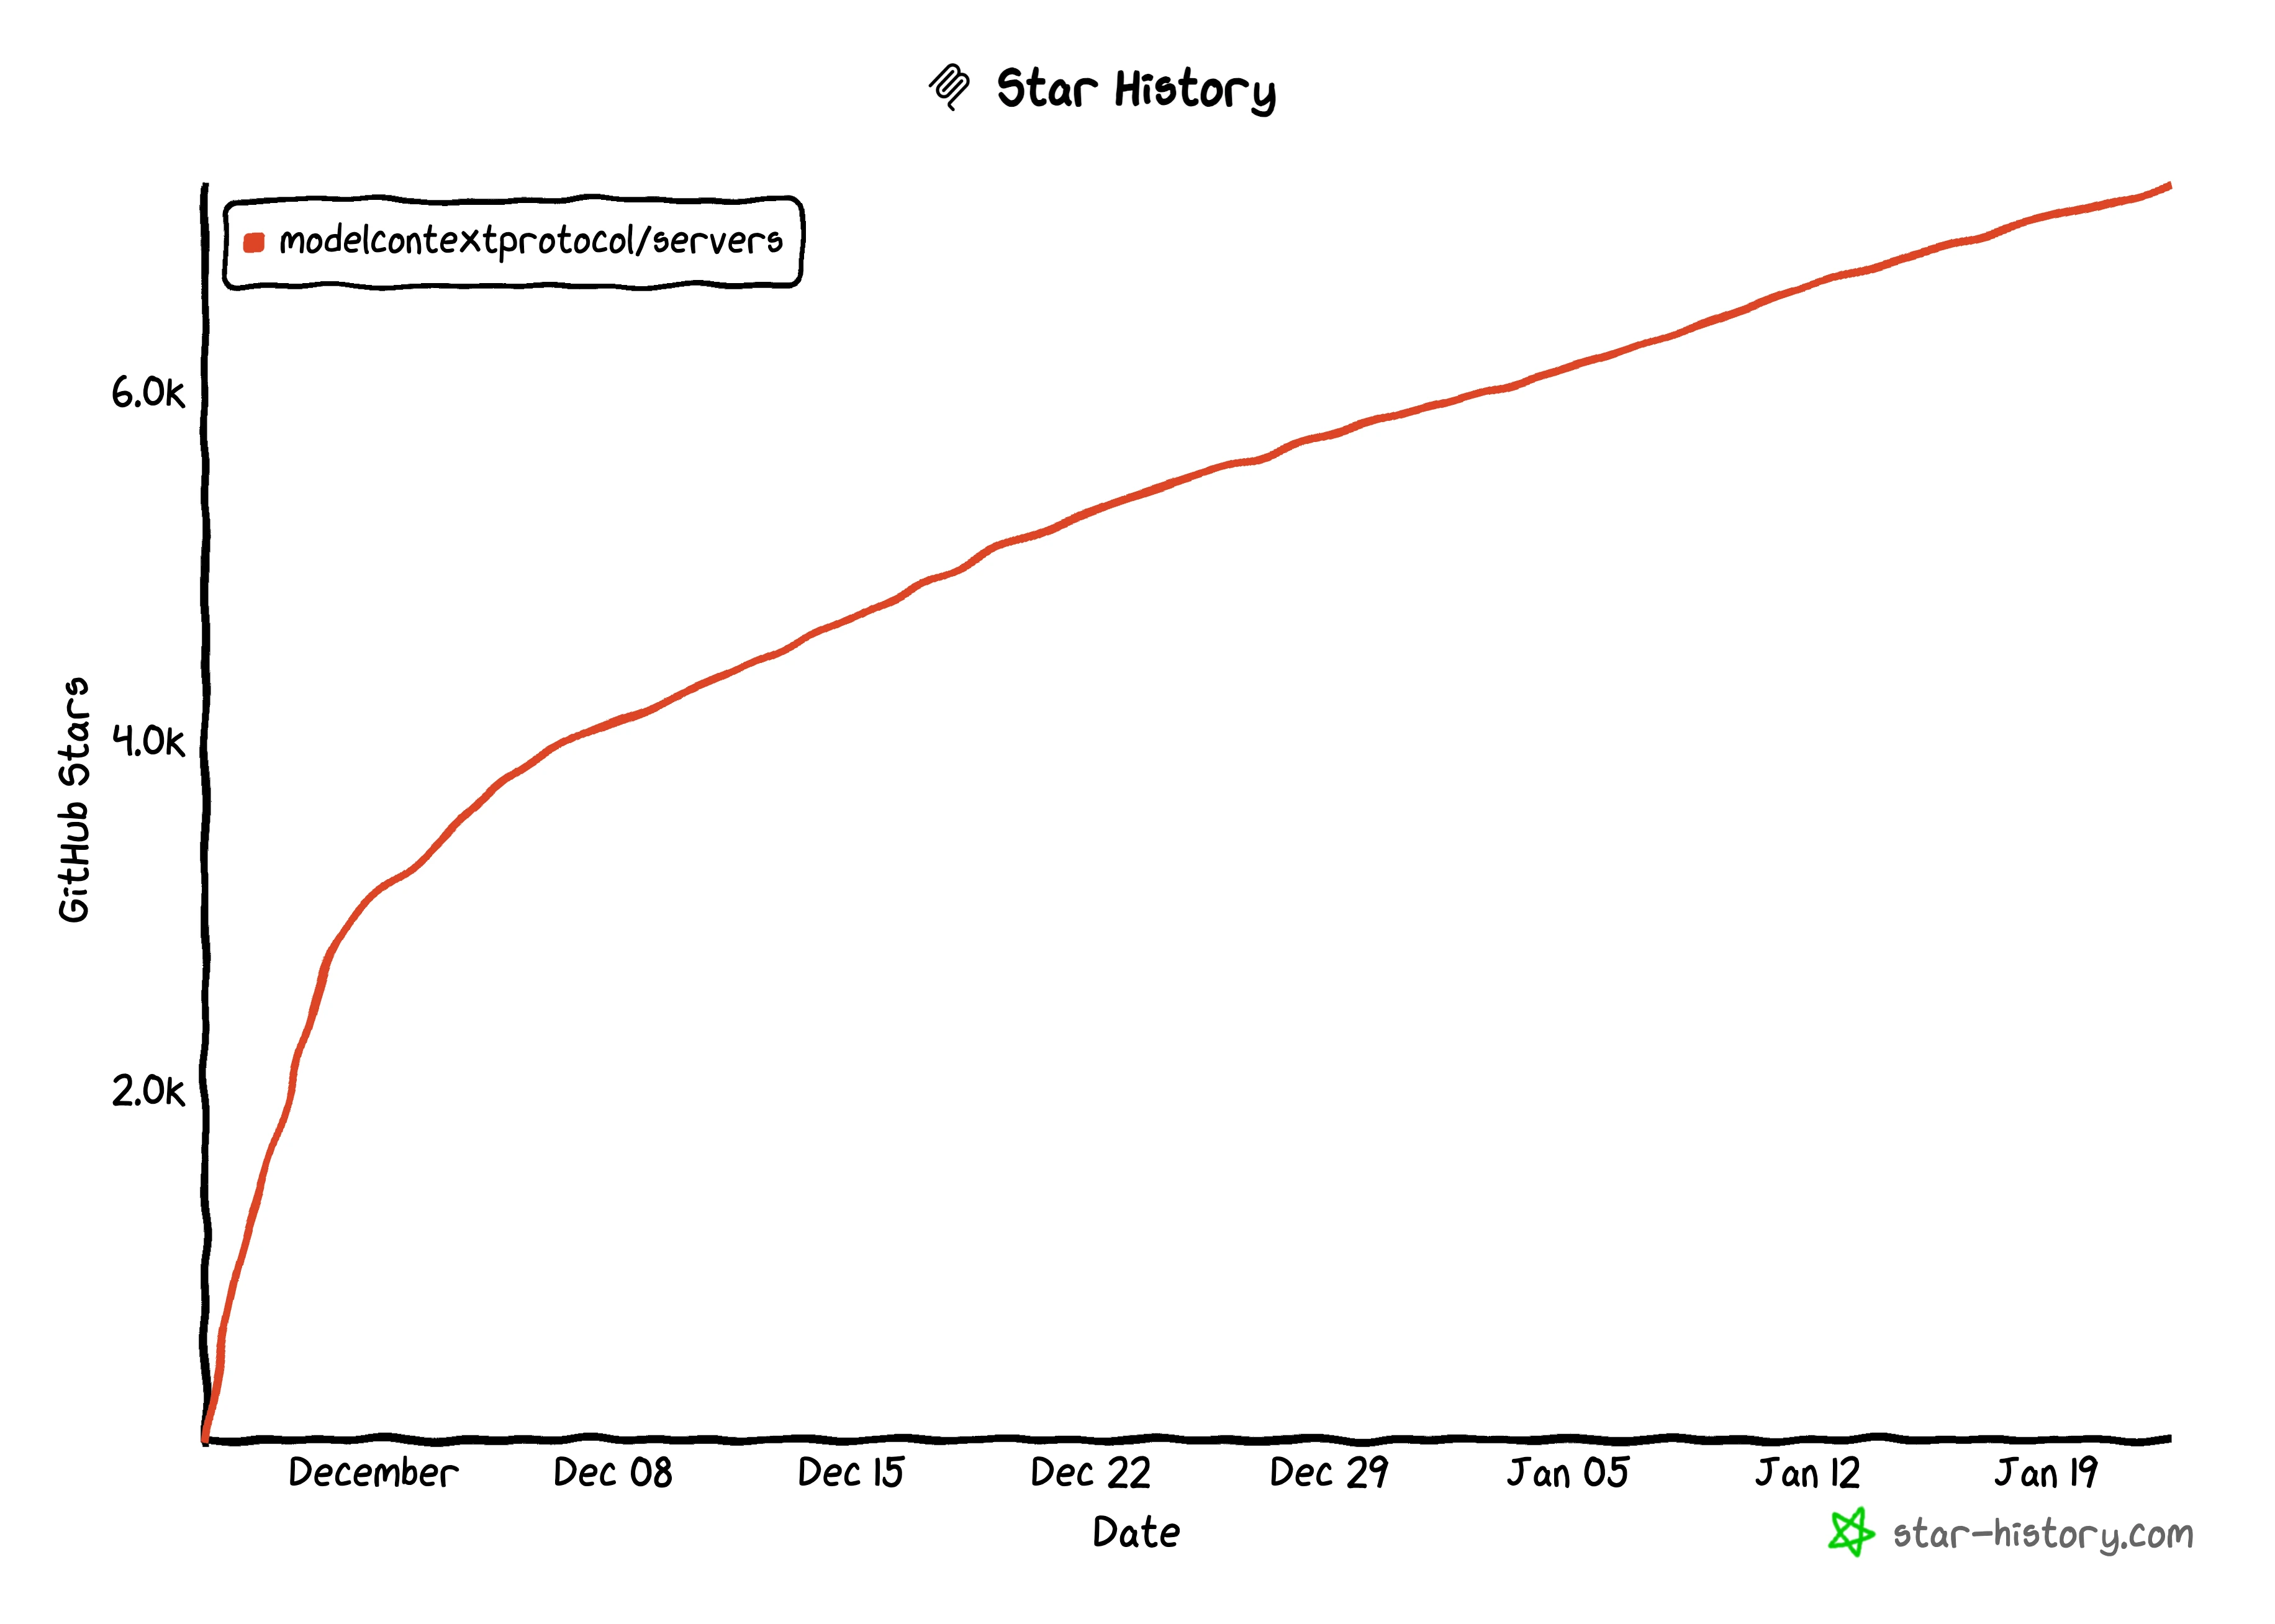 Star History
modelcontextprotocol/servers
6.0K
4.0K
2.0K
GitHub Stars
December Dec 08 Dec 15 Dec 22 Dec 29 Jan 05 Jan 12 Jan 19
Date
star-history.com